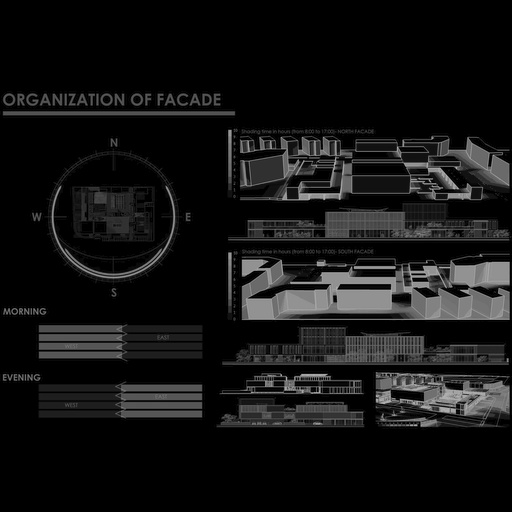 ORGANIZATION OF FACADE
N
W
E
S
Shading time in hours (from 8:00 to 17:00)- NORTH FACADE
Shading time in hours (from 8:00 to 17:00)- SOUTH FACADE
MORNING
EAST
WEST
EVENING
EAST
WEST